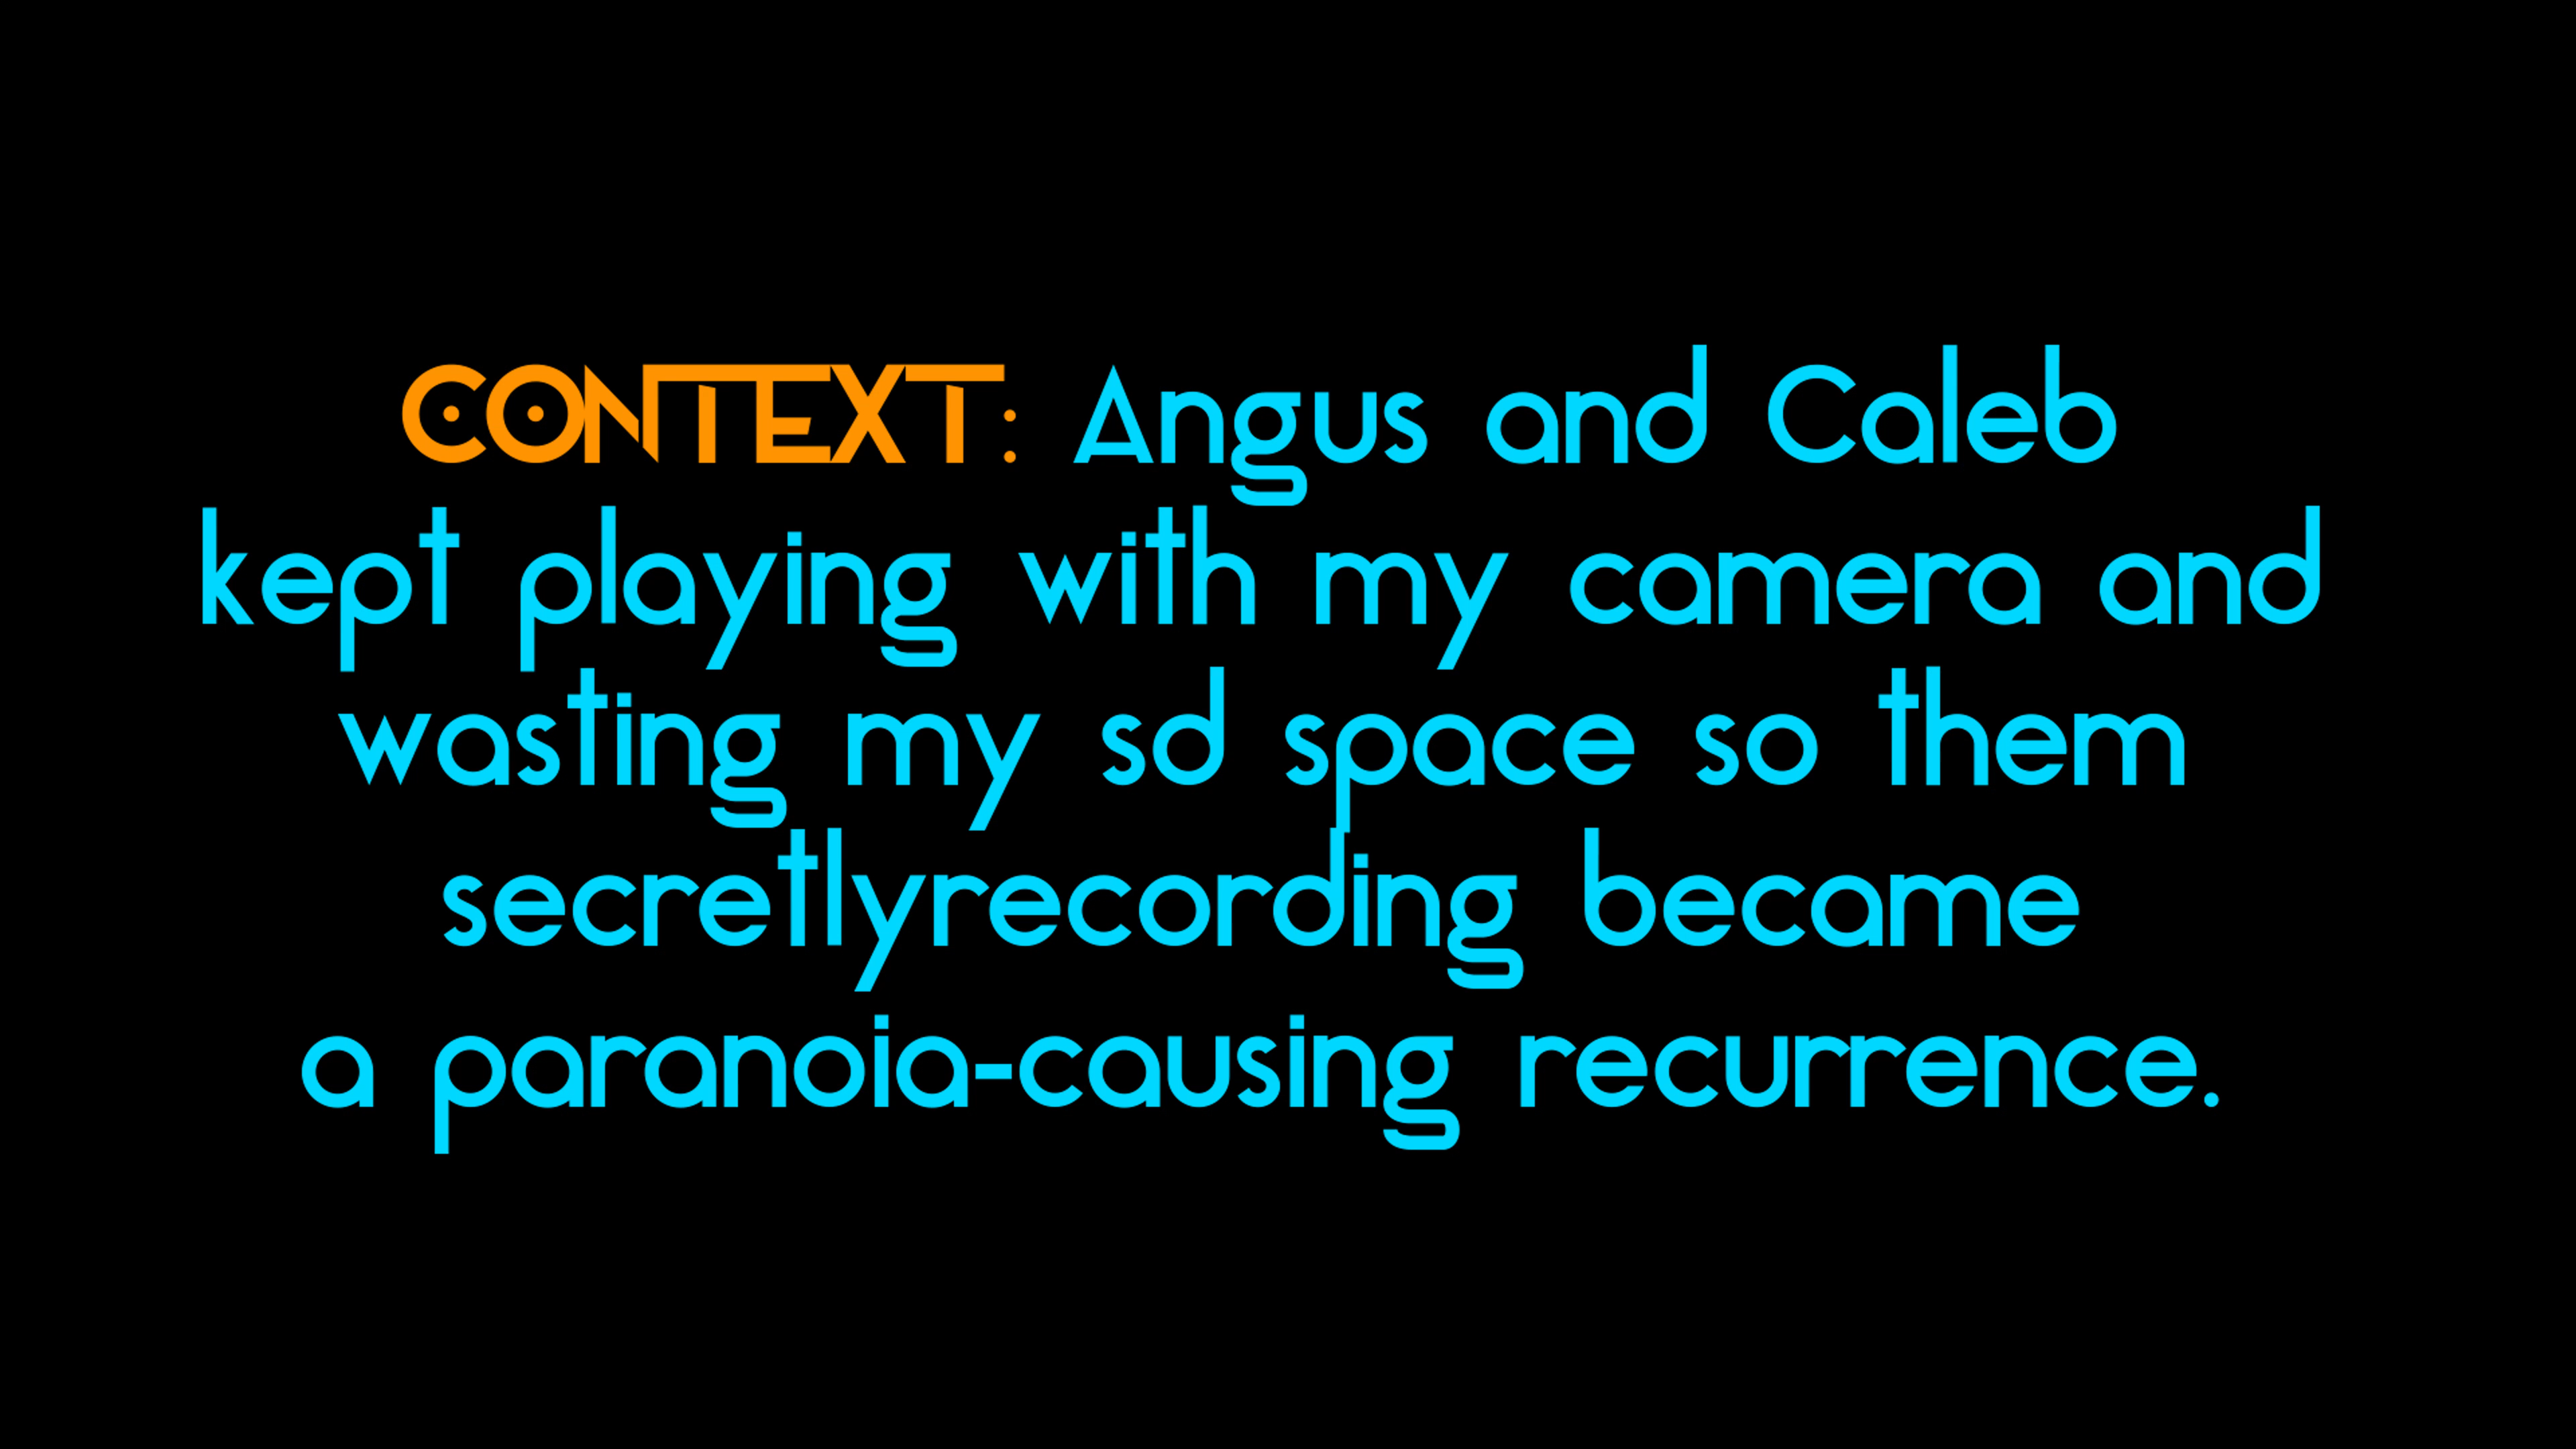 CONTEXT: Angus and Caleb
kept playing with my camera and
wasting my sd space so them
secretlyrecording became
a paranoia-causing recurrence.